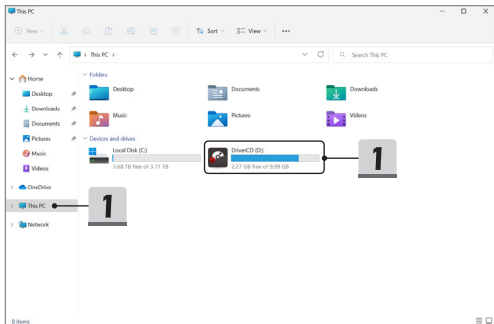 This PC
New
Sort
View
This PC
Search This PC
Home
Desktop
Downloads
Documents
Pictures
Music
Videos
OneDrive
This PC
Network
Folders
Desktop
Documents
Downloads
Music
Pictures
Videos
Devices and drives
Local Disk (C:)
3.68 TB free of 3.71 TB
DriverCD (D:)
2.27 GB free of 9.99 GB
1
1
8 items